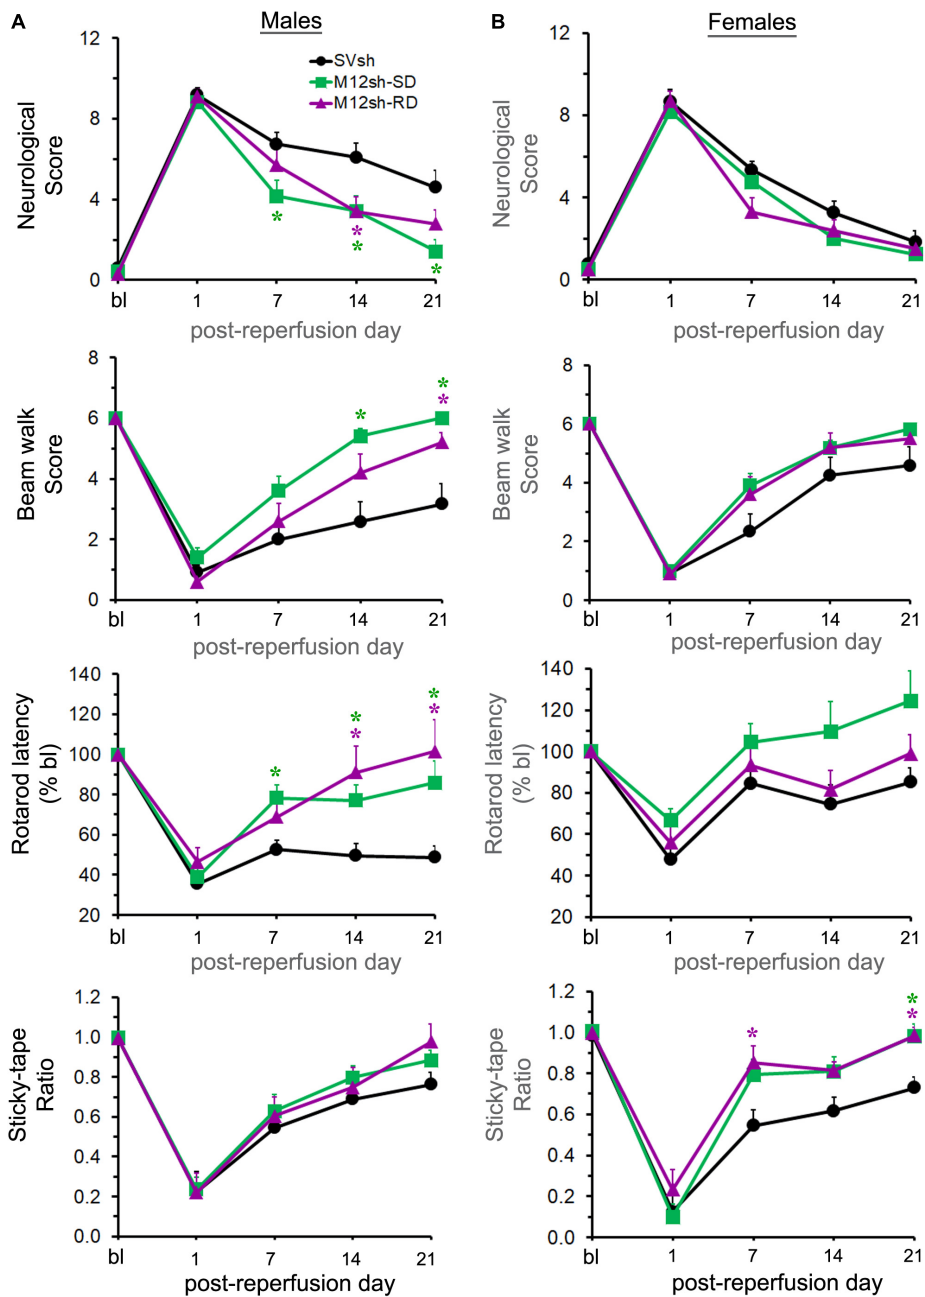 A
Males
B
Females
SVsh
M12sh-SD
M12sh-RD
Neurological
Score
12
8
4
0
*
*
*
*
bl
1
7
14
21
post-reperfusion day
Neurological
Score
12
8
4
0
bl
1
7
14
21
post-reperfusion day
Beam walk
Score
8
6
4
2
0
*
*
*
bl
1
7
14
21
post-reperfusion day
Beam walk
Score
8
6
4
2
0
bl
1
7
14
21
post-reperfusion day
Rotarod latency
(% bl)
140
120
100
80
60
40
20
*
*
*
*
*
bl
1
7
14
21
post-reperfusion day
Rotarod latency
(% bl)
140
120
100
80
60
40
20
bl
1
7
14
21
post-reperfusion day
Sticky-tape
Ratio
1.2
1.0
0.8
0.6
0.4
0.2
0.0
bl
1
7
14
21
post-reperfusion day
Sticky-tape
Ratio
1.2
1.0
0.8
0.6
0.4
0.2
0.0
*
*
*
bl
1
7
14
21
post-reperfusion day